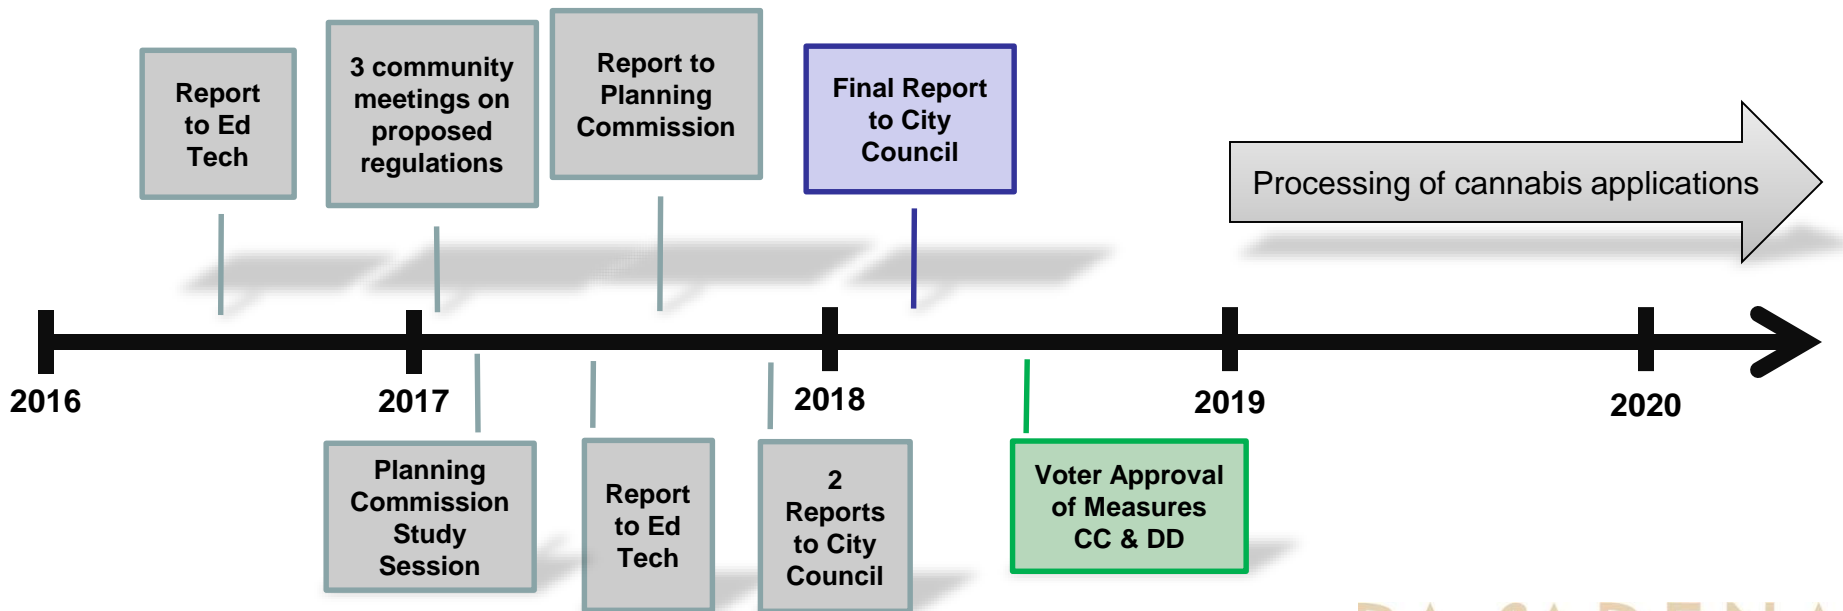 Report
to Ed
Tech
3 community
meetings on
proposed
regulations
Report to
Planning
Commission
Final Report
to City
Council
Processing of cannabis applications
2016
2017
2018
2019
2020
Planning
Commission
Study
Session
Report
to Ed
Tech
2
Reports
to City
Council
Voter Approval
of Measures
CC & DD
PASADENA